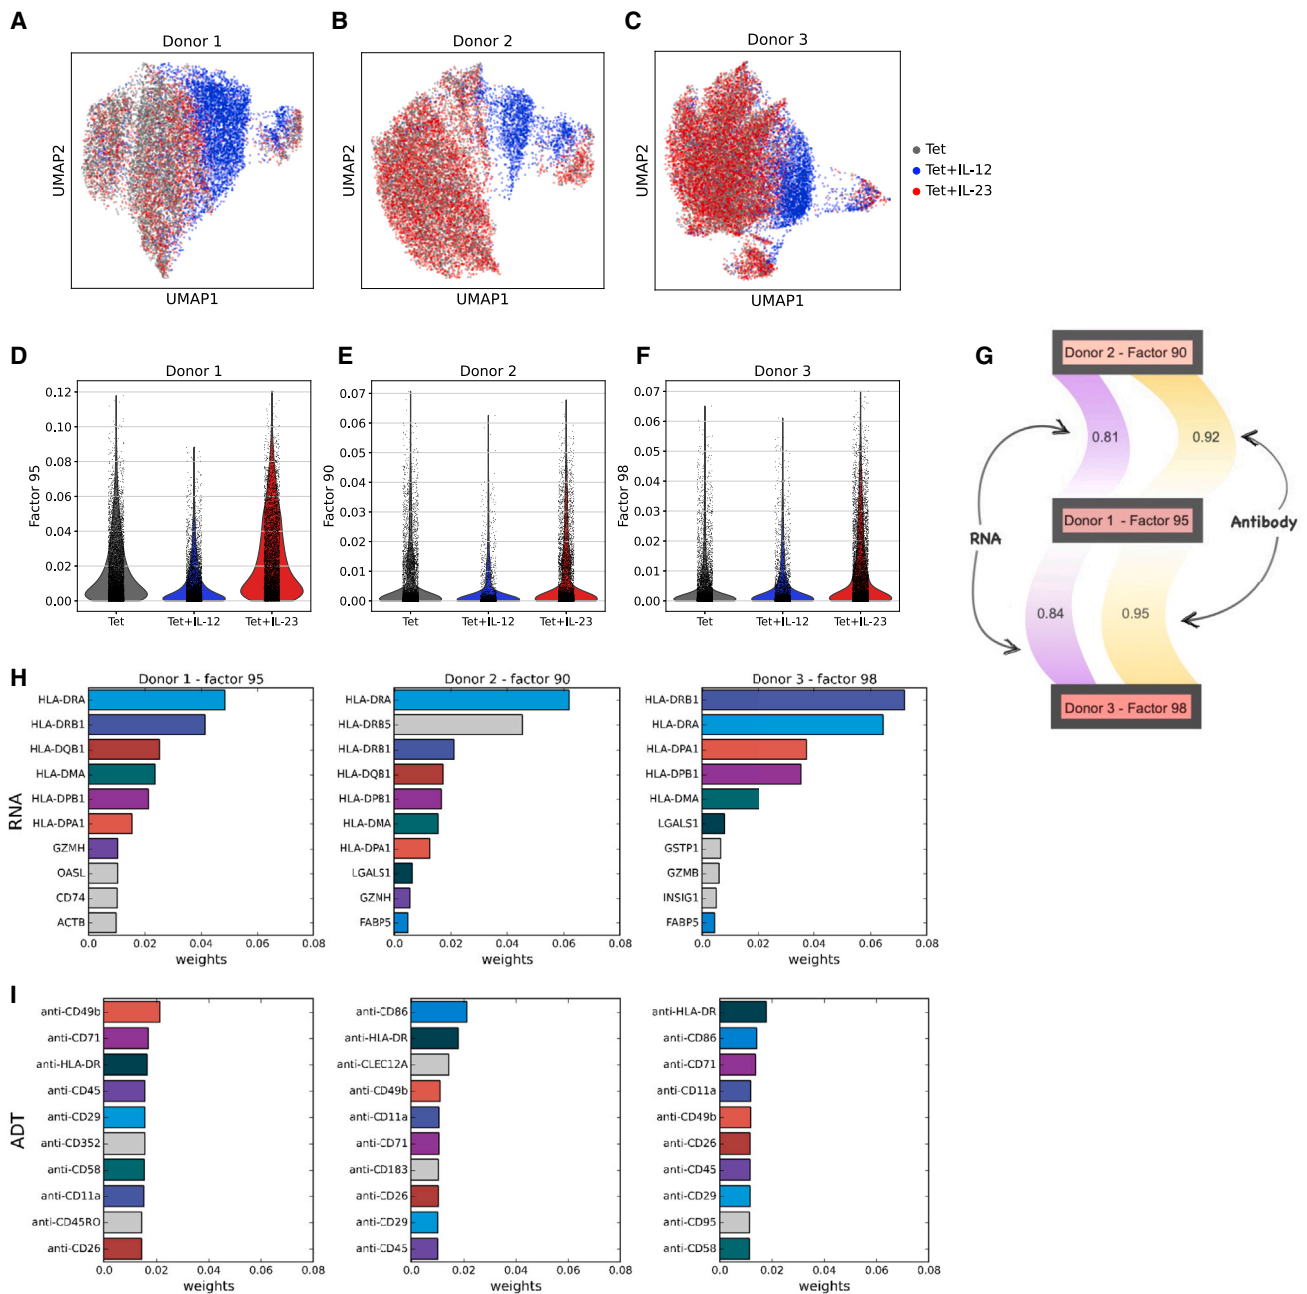 A
Donor 1
UMAP2
UMAP1
B
Donor 2
UMAP2
UMAP1
C
Donor 3
UMAP2
UMAP1
Tet
Tet+IL-12
Tet+IL-23
D
Donor 1
Factor 95
0.12
0.10
0.08
0.06
0.04
0.02
0.00
Tet
Tet+IL-12
Tet+IL-23
E
Donor 2
Factor 90
0.07
0.06
0.05
0.04
0.03
0.02
0.01
0.00
Tet
Tet+IL-12
Tet+IL-23
F
Donor 3
Factor 98
0.07
0.06
0.05
0.04
0.03
0.02
0.01
0.00
Tet
Tet+IL-12
Tet+IL-23
G
Donor 2 - Factor 90
0.81
0.92
Donor 1 - Factor 95
RNA
Antibody
0.84
0.95
Donor 3 - Factor 98
H
RNA
Donor 1 - factor 95
HLA-DRA
HLA-DRB1
HLA-DQB1
HLA-DMA
HLA-DPB1
HLA-DPA1
GZMH
OASL
CD74
ACTB
0.0 0.02 0.04 0.06 0.08
weights
Donor 2 - factor 90
HLA-DRA
HLA-DRB5
HLA-DRB1
HLA-DQB1
HLA-DPB1
HLA-DMA
HLA-DPA1
LGALS1
GZMH
FABP5
0.0 0.02 0.04 0.06 0.08
weights
Donor 3 - factor 98
HLA-DRB1
HLA-DRA
HLA-DPA1
HLA-DPB1
HLA-DMA
LGALS1
GSTP1
GZMB
INSIG1
FABP5
0.0 0.02 0.04 0.06 0.08
weights
I
ADT
anti-CD49b
anti-CD71
anti-HLA-DR
anti-CD45
anti-CD29
anti-CD352
anti-CD58
anti-CD11a
anti-CD45RO
anti-CD26
0.0 0.02 0.04 0.06 0.08
weights
anti-CD86
anti-HLA-DR
anti-CLEC12A
anti-CD49b
anti-CD11a
anti-CD71
anti-CD183
anti-CD26
anti-CD29
anti-CD45
0.0 0.02 0.04 0.06 0.08
weights
anti-HLA-DR
anti-CD86
anti-CD71
anti-CD11a
anti-CD49b
anti-CD26
anti-CD45
anti-CD29
anti-CD95
anti-CD58
0.0 0.02 0.04 0.06 0.08
weights